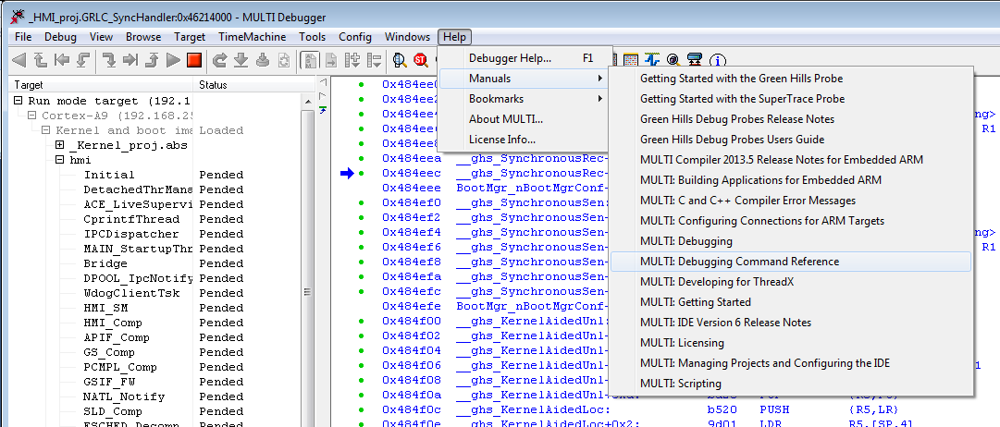 _HMI_proj.GRLC_SyncHandler:0x46214000 - MULTI Debugger
File Debug View Browse Target TimeMachine Tools Config Windows Help
Target Status
Run mode target (192.1
Cortex-A9 (192.168.25
Kernel and boot ima Loaded
_Kernel_proj.abs
hmi
Initial Pended
DetachedThrMana Pended
ACE_LiveSupervi Pended
CprintfThread Pended
IPCDispatcher Pended
MAIN_StartupThr Pended
Bridge Pended
DPOOL_IpcNotify Pended
WdogClientTsk Pended
HMI_SM Pended
HMI_Comp Pended
APIF_Comp Pended
GS_Comp Pended
PCMPL_Comp Pended
GSIF_FW Pended
NATL_Notify Pended
SLD_Comp Pended
ESCHED_Decomp Pended
Debugger Help... F1
Manuals
Bookmarks
About MULTI...
License Info...
Getting Started with the Green Hills Probe
Getting Started with the SuperTrace Probe
Green Hills Debug Probes Release Notes
Green Hills Debug Probes Users Guide
MULTI Compiler 2013.5 Release Notes for Embedded ARM
MULTI: Building Applications for Embedded ARM
MULTI: C and C++ Compiler Error Messages
MULTI: Configuring Connections for ARM Targets
MULTI: Debugging
MULTI: Debugging Command Reference
MULTI: Developing for ThreadX
MULTI: Getting Started
MULTI: IDE Version 6 Release Notes
MULTI: Licensing
MULTI: Managing Projects and Configuring the IDE
MULTI: Scripting
0x484ee0
0x484ee
0x484ee
0x484ee8
0x484eea __ghs_SynchronousRec-
0x484eec __ghs_SynchronousRec-
0x484eee BootMgr_nBootMgrConf-
0x484ef0 __ghs_SynchronousSen:
0x484ef2 __ghs_SynchronousSen-
0x484ef4 __ghs_SynchronousSen-
0x484ef6 __ghs_SynchronousSen-
0x484ef8 __ghs_SynchronousSen-
0x484efa __ghs_SynchronousSen-
0x484efc __ghs_SynchronousSen-
0x484efe BootMgr_nBootMgrConf-
0x484f00 __ghs_KernelAidedUnl:
0x484f02 __ghs_KernelAidedUnl-
0x484f04 __ghs_KernelAidedUnl-
0x484f06 __ghs_KernelAidedUnl-
0x484f08 __ghs_KernelAidedUnl-
0x484f0a __ghs_KernelAidedUnl
0x484f0c __ghs_KernelAidedLoc: b520 PUSH {R5,LR}
0x484f0e __ghs_KernelAidedLoc+0x2: 9d01 LDR R5,[SP,4]